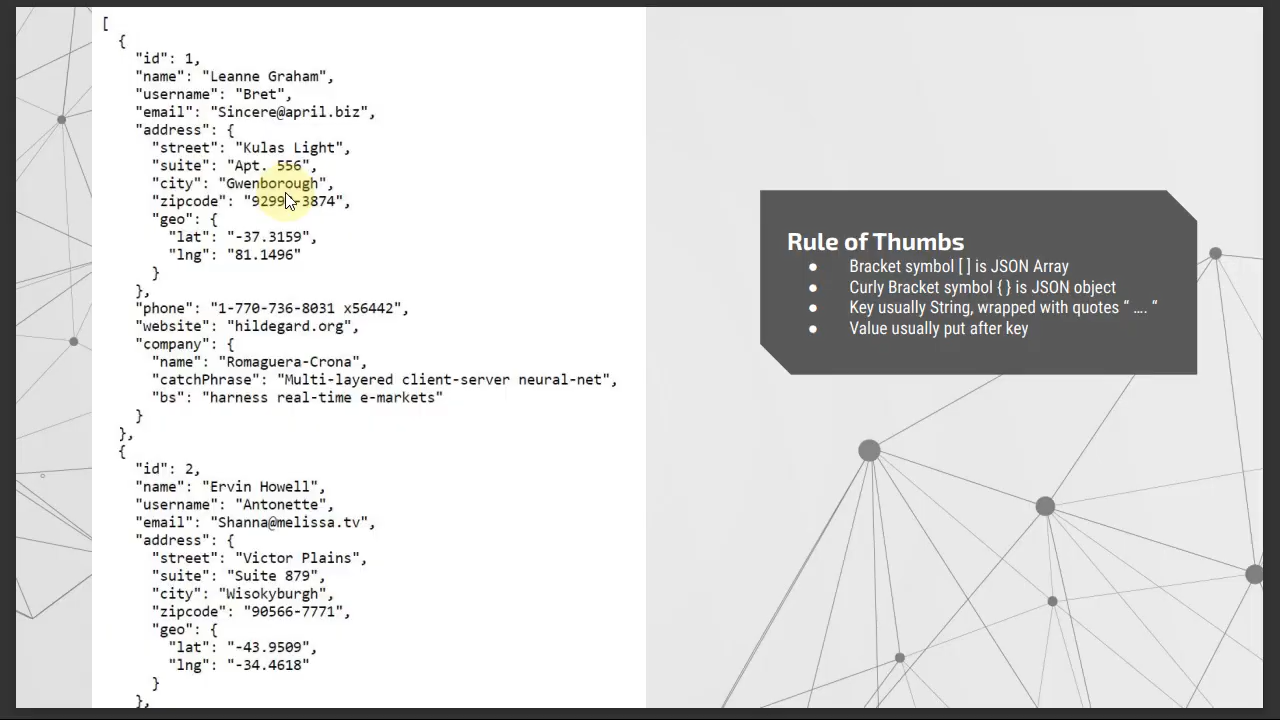 [
{
"id": 1,
"name": "Leanne Graham",
"username": "Bret",
"email": "Sincere@april.biz",
"address": {
"street": "Kulas Light",
"suite": "Apt. 556",
"city": "Gwenborough",
"zipcode":
"geo": {
"lat": "-37.3159",
"lng": "81.1496"
}
},
"phone": "1-770-736-8031 x56442",
"website": "hildegard.org",
"company": {
"name": "Romaguera-Crona",
"catchPhrase": "Multi-layered client-server neural-net",
"bs": "harness real-time e-markets"
}
},
{
"id": 2,
"name": "Ervin Howell",
"username": "Antonette",
"email": "Shanna@melissa.tv",
"address": {
"street": "Victor Plains",
"suite": "Suite 879",
"city": "Wisokyburgh",
"zipcode": "90566-7771",
"geo": {
"lat": "-43.9509",
"lng": "-34.4618"
}
},
Rule of Thumbs
● Bracket symbol [ ] is JSON Array
● Curly Bracket symbol { } is JSON object
● Key usually String, wrapped with quotes “ .... “
● Value usually put after key